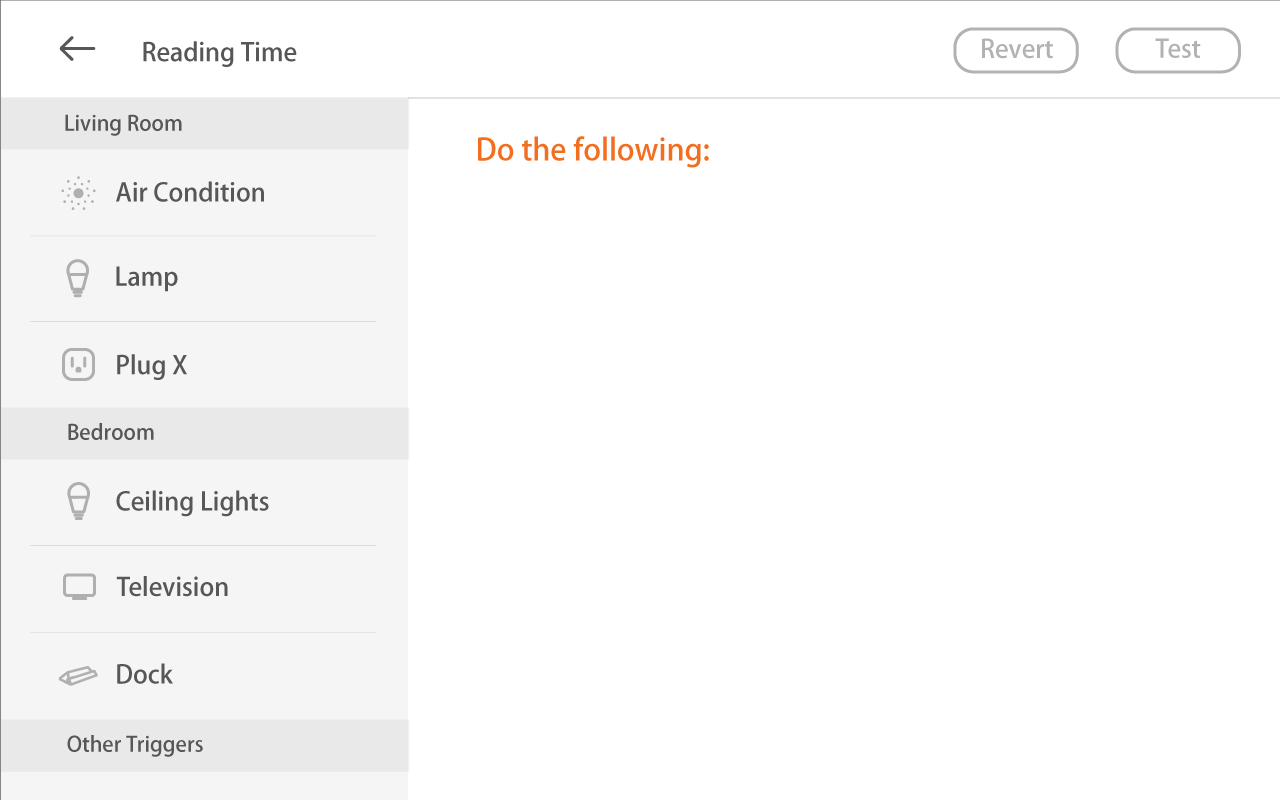 Reading Time
Revert
Test
Living Room
Air Condition
Lamp
Plug X
Bedroom
Ceiling Lights
Television
Dock
Other Triggers
Do the following: